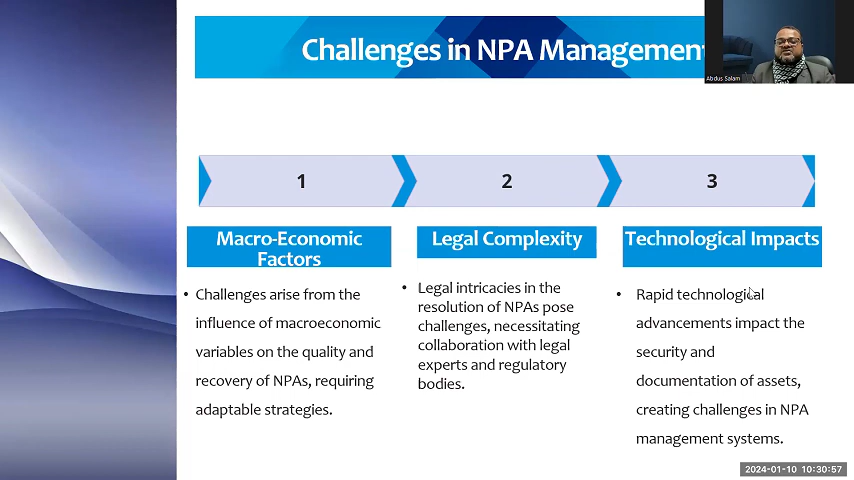 Challenges in NPA Management
Abdus Salam
1
2
3
Macro-Economic
Factors
Challenges arise from the
influence of macroeconomic
variables on the quality and
recovery of NPAs, requiring
adaptable strategies.
Legal Complexity
Legal intricacies in the
resolution of NPAs pose
challenges, necessitating
collaboration with legal
experts and regulatory
bodies.
Technological Impacts
Rapid technological
advancements impact the
security and
documentation of assets,
creating challenges in NPA
management systems.
2024-01-10 10:30:57